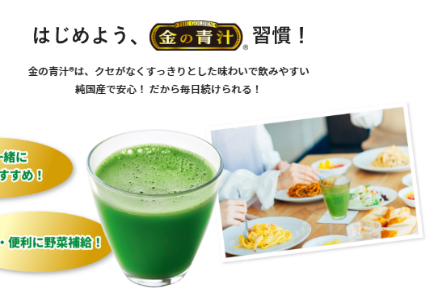 はじめよう、
THE GOLDEN
金の青汁® 習慣！
金の青汁®は、クセがなくすっきりとした味わいで飲みやすい
純国産で安心！ だから毎日続けられる！
一緒に
すすめ！
・便利に野菜補給！